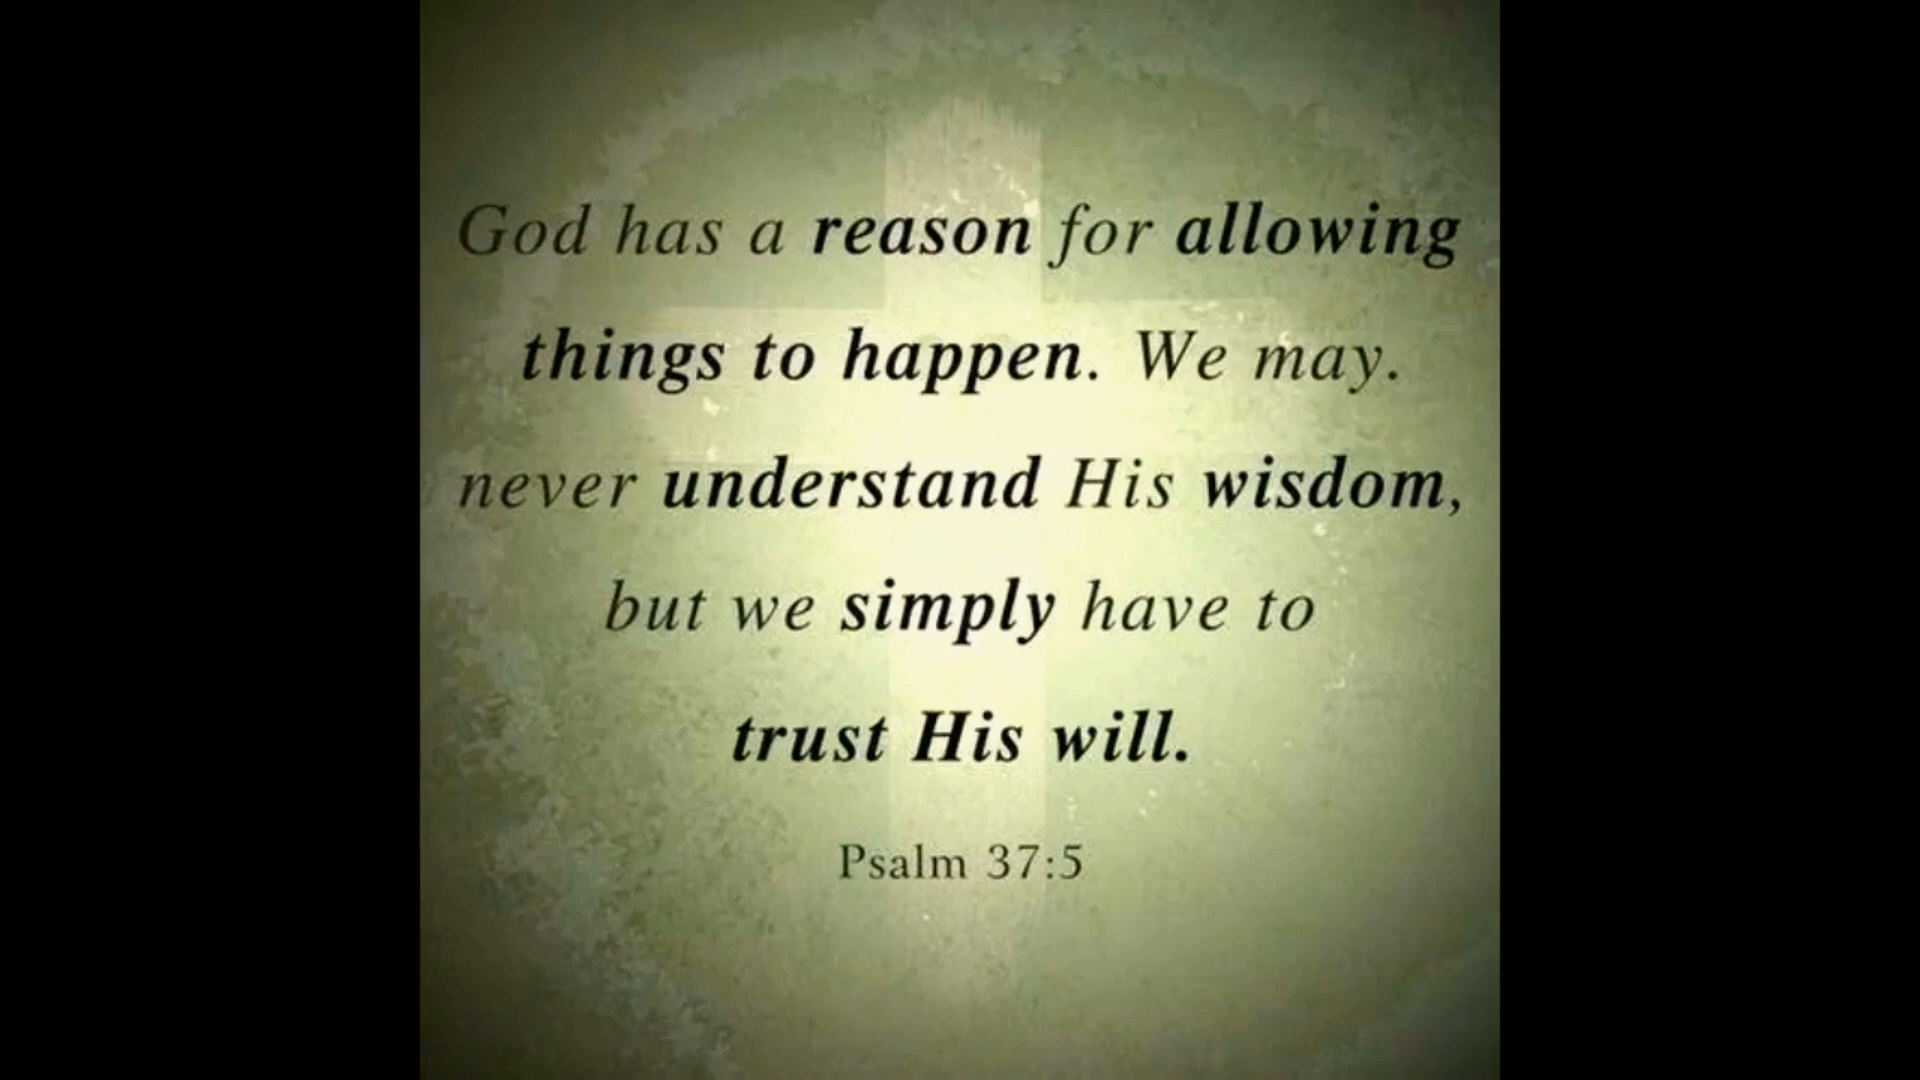 God has a reason for allowing
things to happen. We may.
never understand His wisdom,
but we simply have to
trust His will.
Psalm 37:5